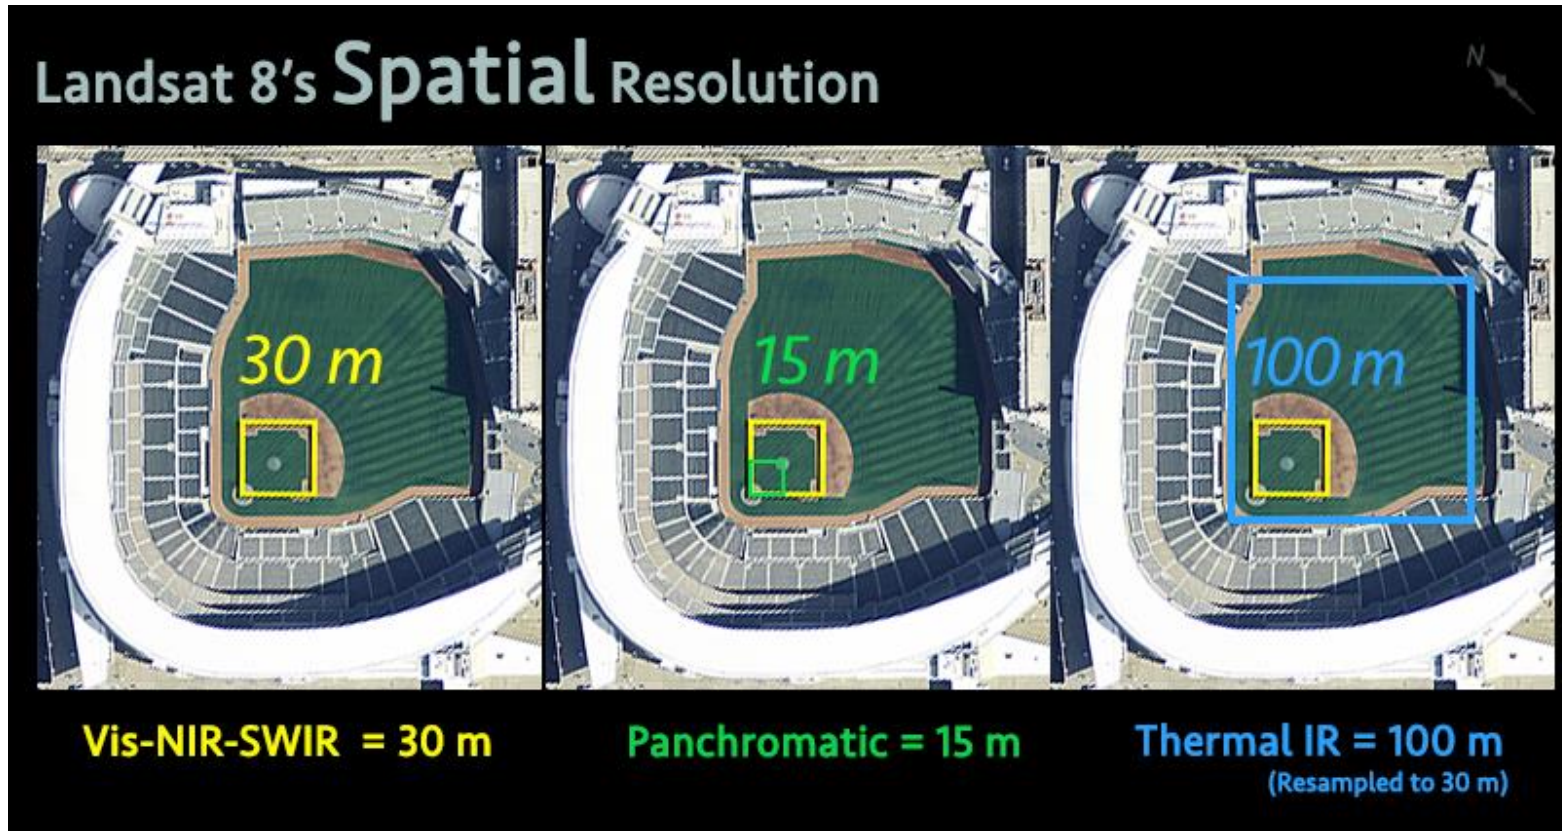 Landsat 8's Spatial Resolution
N
30 m
15 m
100 m
Vis-NIR-SWIR = 30 m
Panchromatic = 15 m
Thermal IR = 100 m
(Resampled to 30 m)